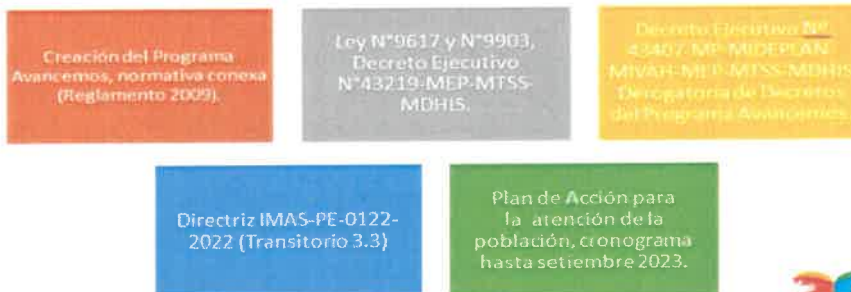 Creación del Programa
Avancemos, normativa conexa
(Reglamento 2009).
Ley N°9617 y N°9903,
Decreto Ejecutivo
N°43219-MEP-MTSS-
MDHIS.
Decreto Ejecutivo Nº
43407-MP-MIDEPLAN-
MIVAH-MEP-MTSS-MDHIS
Derogatoria de Decretos
del Programa Avancemos
Directriz IMAS-PE-0122-
2022 (Transitorio 3.3)
Plan de Acción para
la atención de la
población, cronograma
hasta setiembre 2023.